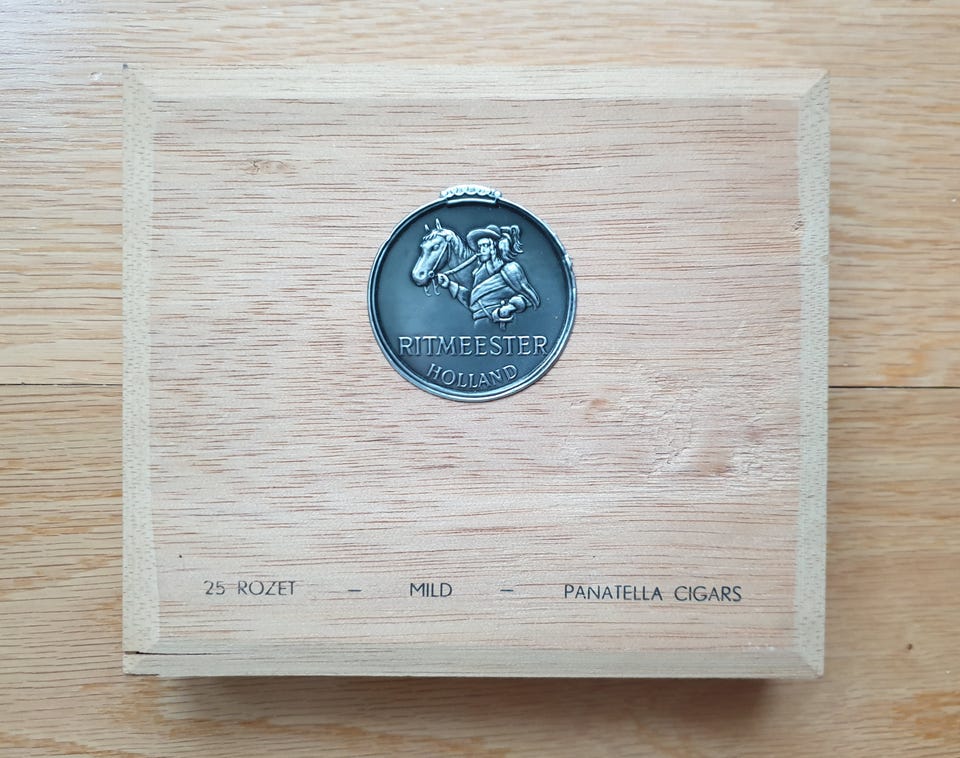 RITMEESTER
HOLLAND
25 ROZET – MILD – PANATELLA CIGARS